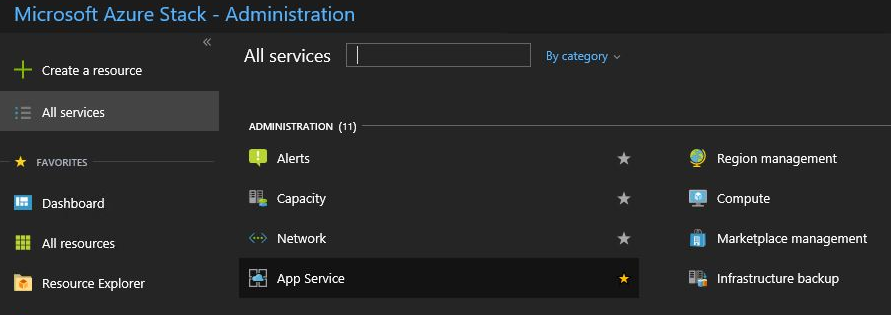 Microsoft Azure Stack - Administration
«
Create a resource
All services
FAVORITES
Dashboard
All resources
Resource Explorer
All services
By category
ADMINISTRATION (11)
Alerts
Capacity
Network
App Service
Region management
Compute
Marketplace management
Infrastructure backup